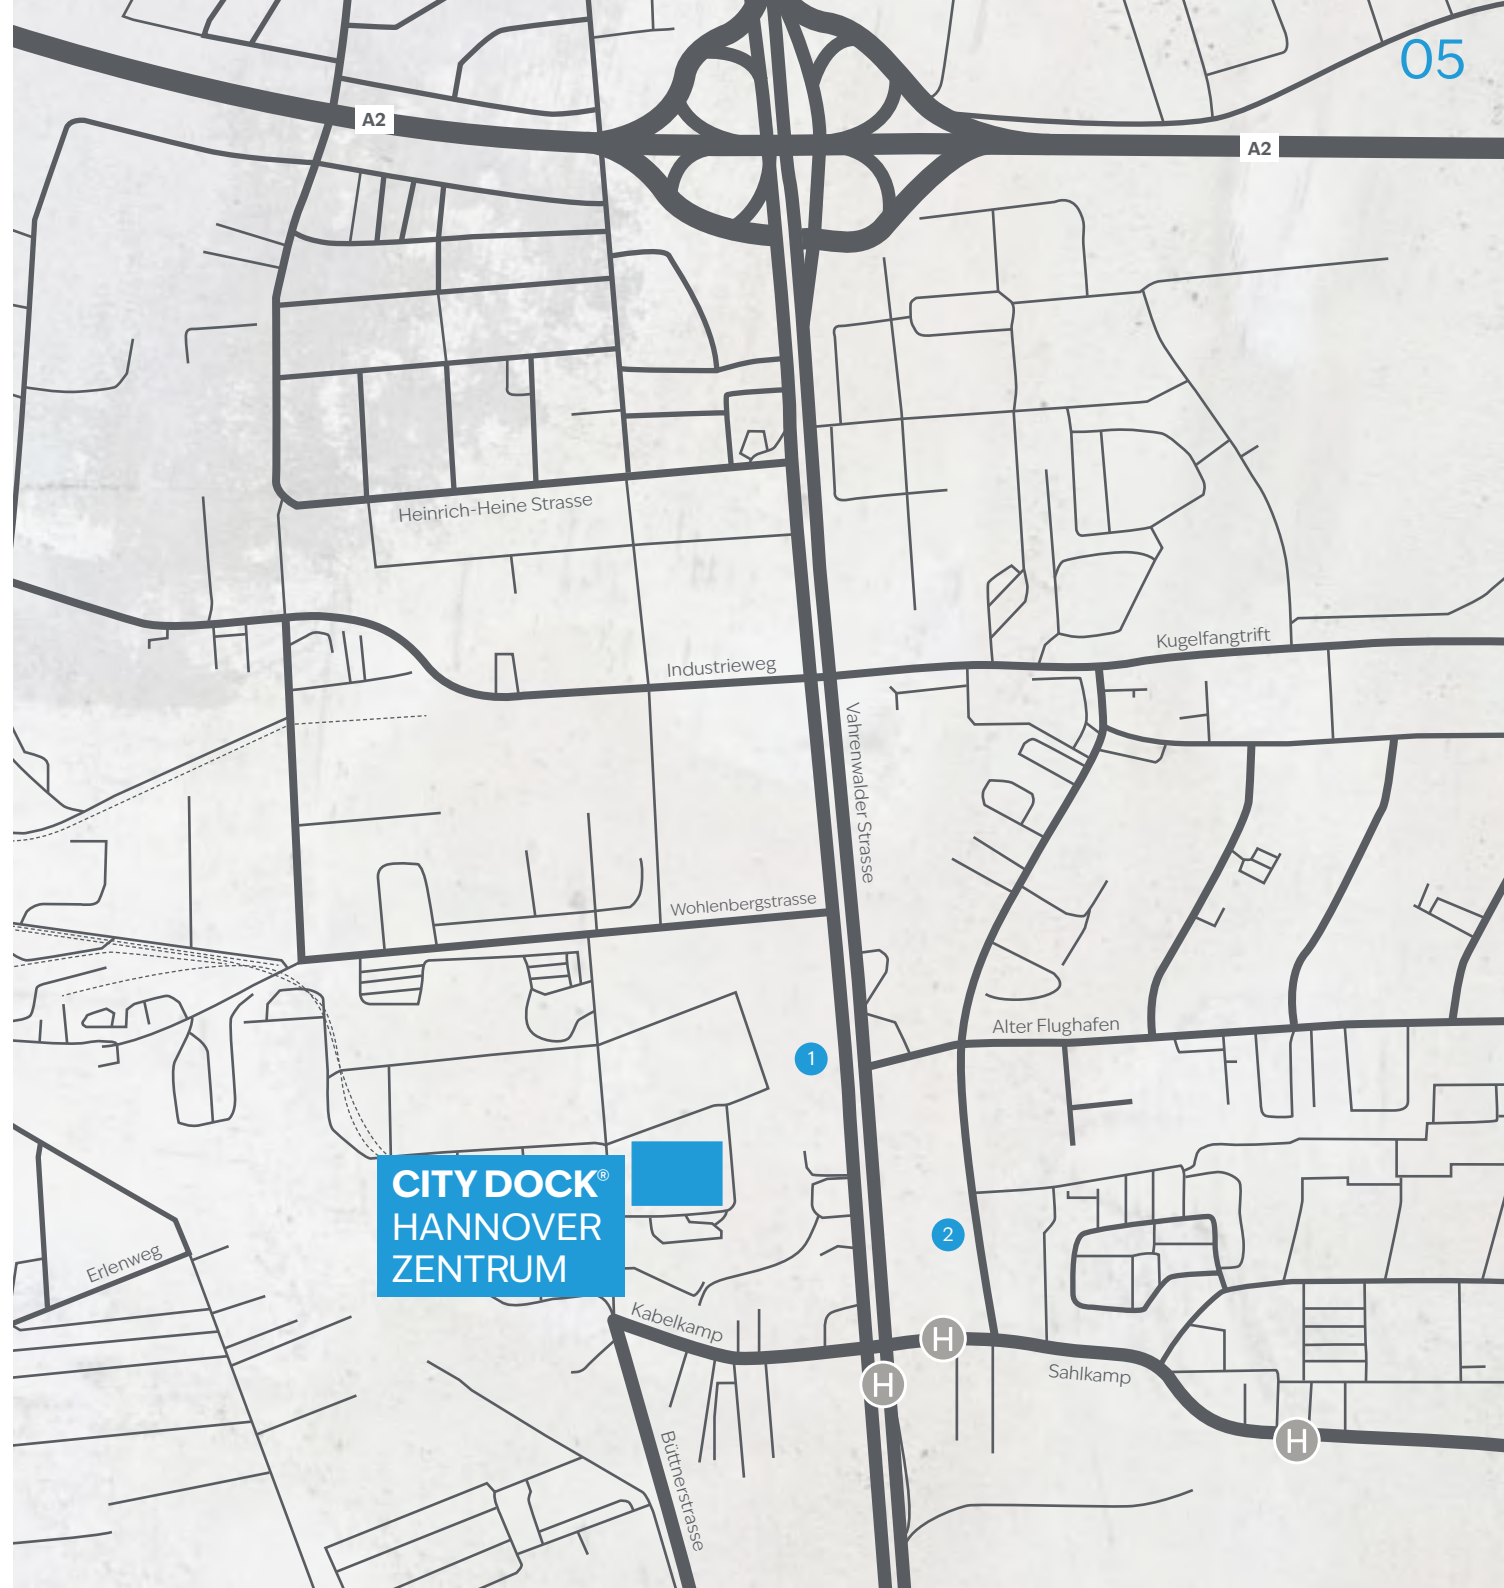 05
A2
A2
Heinrich-Heine Strasse
Kugelfangtrift
Industrieweg
Vahrenwalder Strasse
Wohlenbergstrasse
Alter Flughafen
1
CITY DOCK®
HANNOVER
ZENTRUM
2
Erlenweg
Kabelkamp
H
H
Sahlkamp
H
Büttnerstrasse